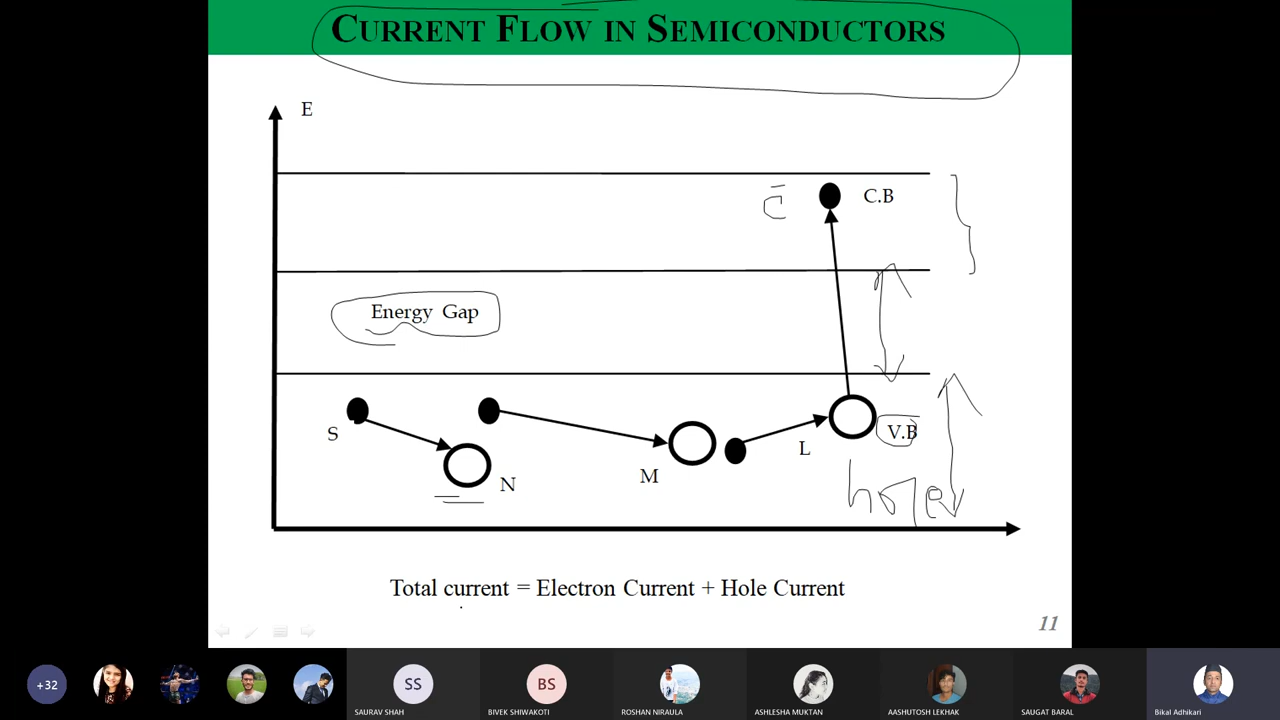 CURRENT FLOW IN SEMICONDUCTORS
E
C.B
e̅
Energy Gap
S
V.B
L
M
N
hole
Total current = Electron Current + Hole Current
11
+32
SS
BS
SAURAV SHAH
BIVEK SHIWAKOTI
ROSHAN NIRAULA
ASHLESHA MUKTAN
AASHUTOSH LEKHAK
SAUGAT BARAL
Bikal Adhikari